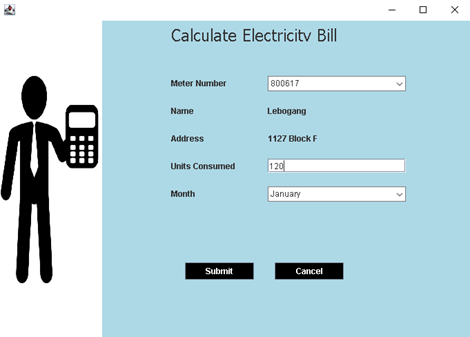 Calculate Electricity Bill
Meter Number 800617
Name Lebogang
Address 1127 Block F
Units Consumed 120
Month January
Submit Cancel